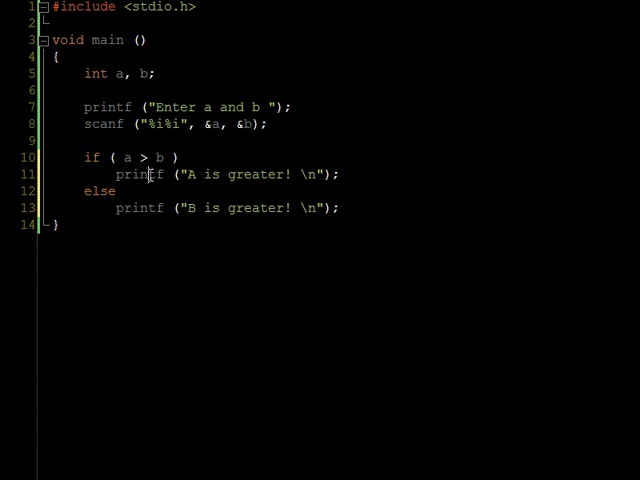 1 #include <stdio.h>
2
3 void main ()
4 {
5 int a, b;
6
7 printf ("Enter a and b ");
8 scanf ("%i%i", &a, &b);
9
10 if ( a > b )
11 printf ("A is greater! \n");
12 else
13 printf ("B is greater! \n");
14 }